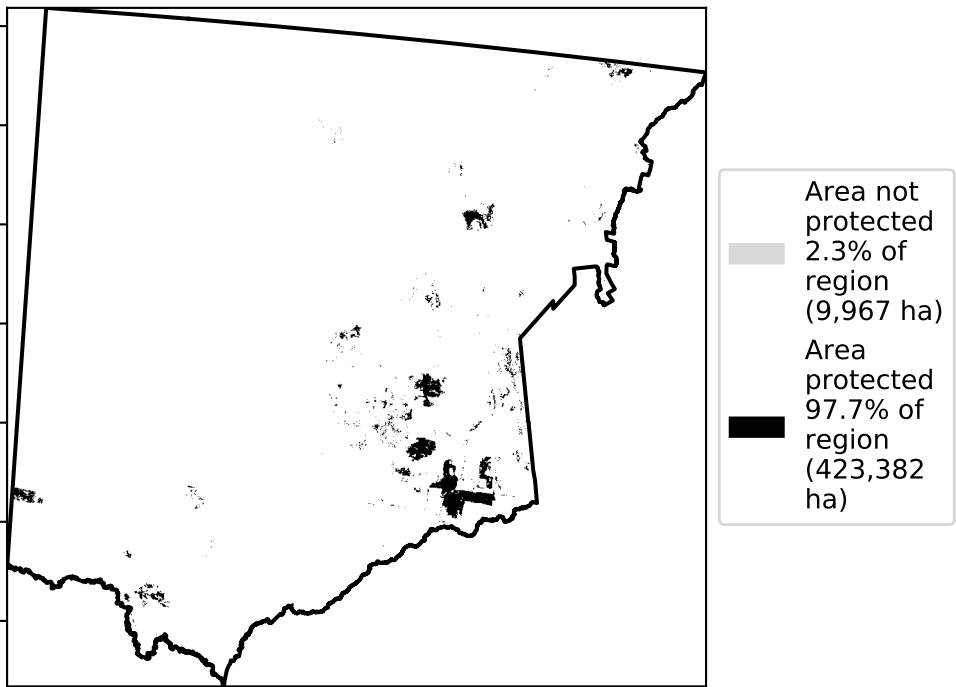 Area not
protected
2.3% of
region
(9,967 ha)
Area
protected
97.7% of
region
(423,382
ha)